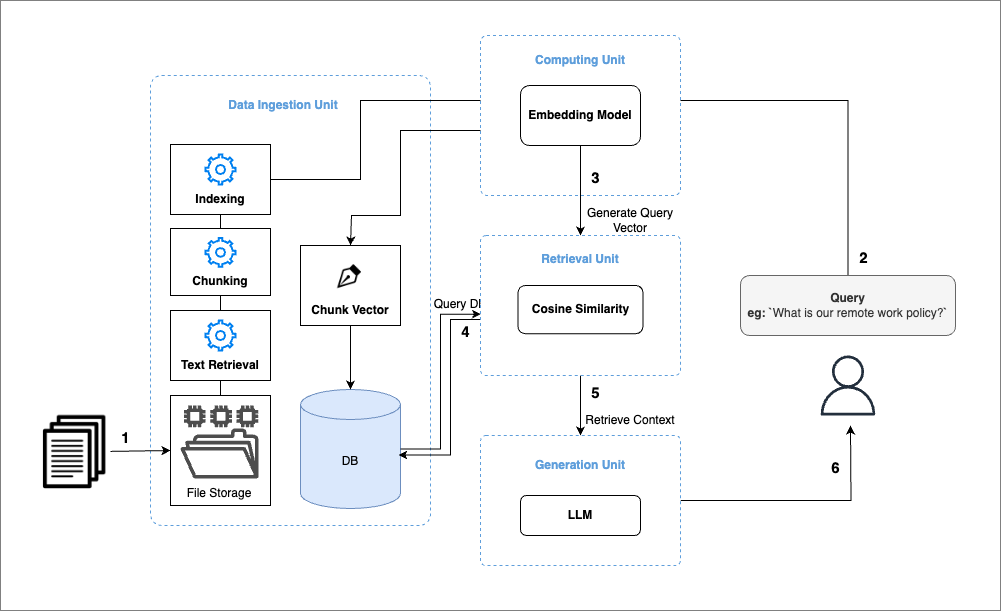 Computing Unit
Embedding Model
3
Generate Query
Vector
Data Ingestion Unit
Indexing
Chunking
Text Retrieval
File Storage
1
Chunk Vector
DB
Query D
4
Retrieval Unit
Cosine Similarity
5
Retrieve Context
Generation Unit
LLM
2
Query
eg: `What is our remote work policy?`
6